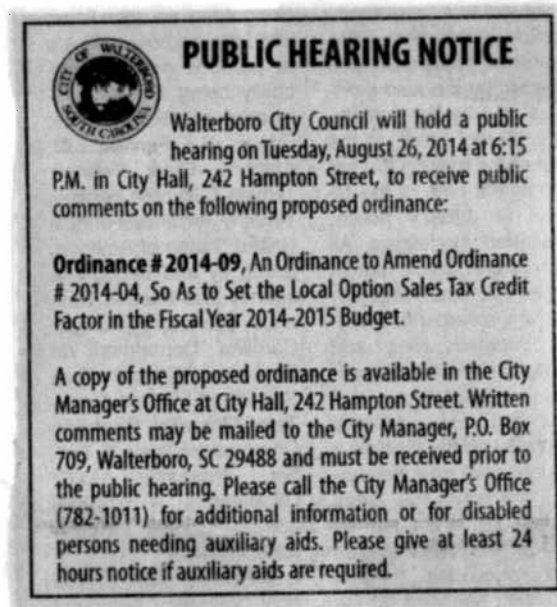 CITY OF WALTERBORO
SOUTH CAROLINA
PUBLIC HEARING NOTICE
Walterboro City Council will hold a public
hearing on Tuesday, August 26, 2014 at 6:15
P.M. in City Hall, 242 Hampton Street, to receive public
comments on the following proposed ordinance:
Ordinance # 2014-09, An Ordinance to Amend Ordinance
# 2014-04, So As to Set the Local Option Sales Tax Credit
Factor in the Fiscal Year 2014-2015 Budget.
A copy of the proposed ordinance is available in the City
Manager's Office at City Hall, 242 Hampton Street. Written
comments may be mailed to the City Manager, P.O. Box
709, Walterboro, SC 29488 and must be received prior to
the public hearing. Please call the City Manager's Office
(782-1011) for additional information or for disabled
persons needing auxiliary aids. Please give at least 24
hours notice if auxiliary aids are required.